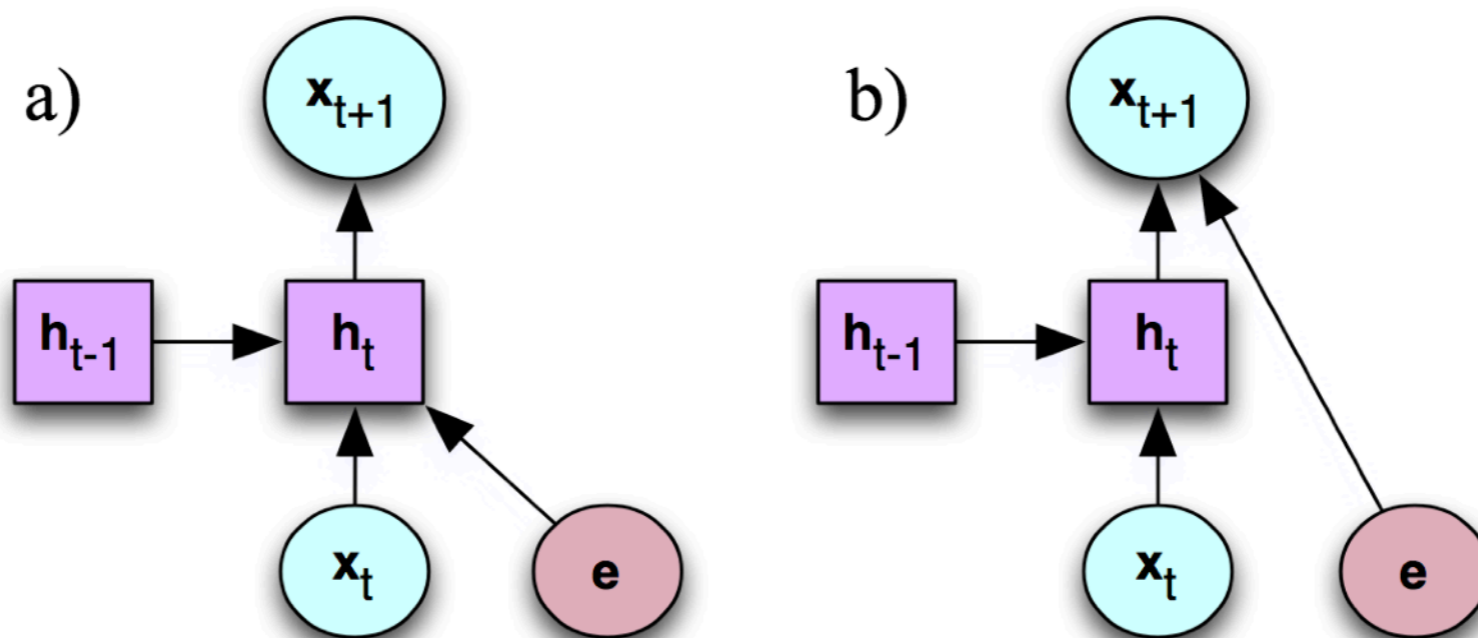 a)
x_{t+1}
b)
x_{t+1}
h_{t-1}
h_t
h_{t-1}
h_t
x_t
e
x_t
e